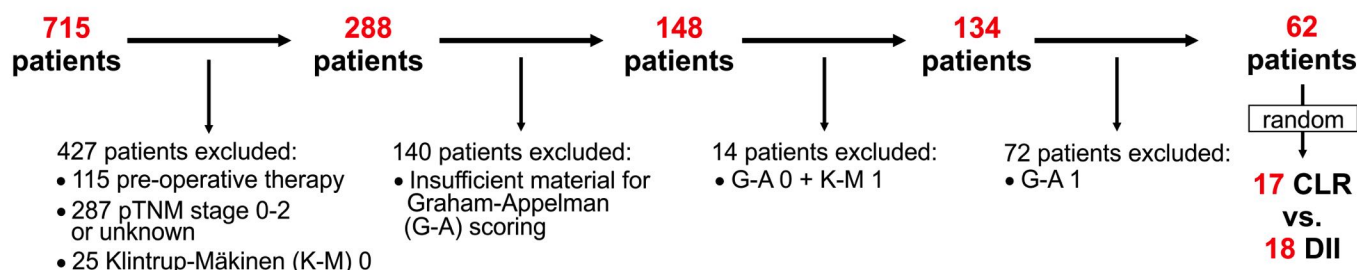 715 patients
288 patients
148 patients
134 patients
62 patients
427 patients excluded:
• 115 pre-operative therapy
• 287 pTNM stage 0-2
or unknown
• 25 Klintrup-Mäkinen (K-M) 0
140 patients excluded:
• Insufficient material for
Graham-Appelman
(G-A) scoring
14 patients excluded:
• G-A 0 + K-M 1
72 patients excluded:
• G-A 1
random
17 CLR
vs.
18 DII